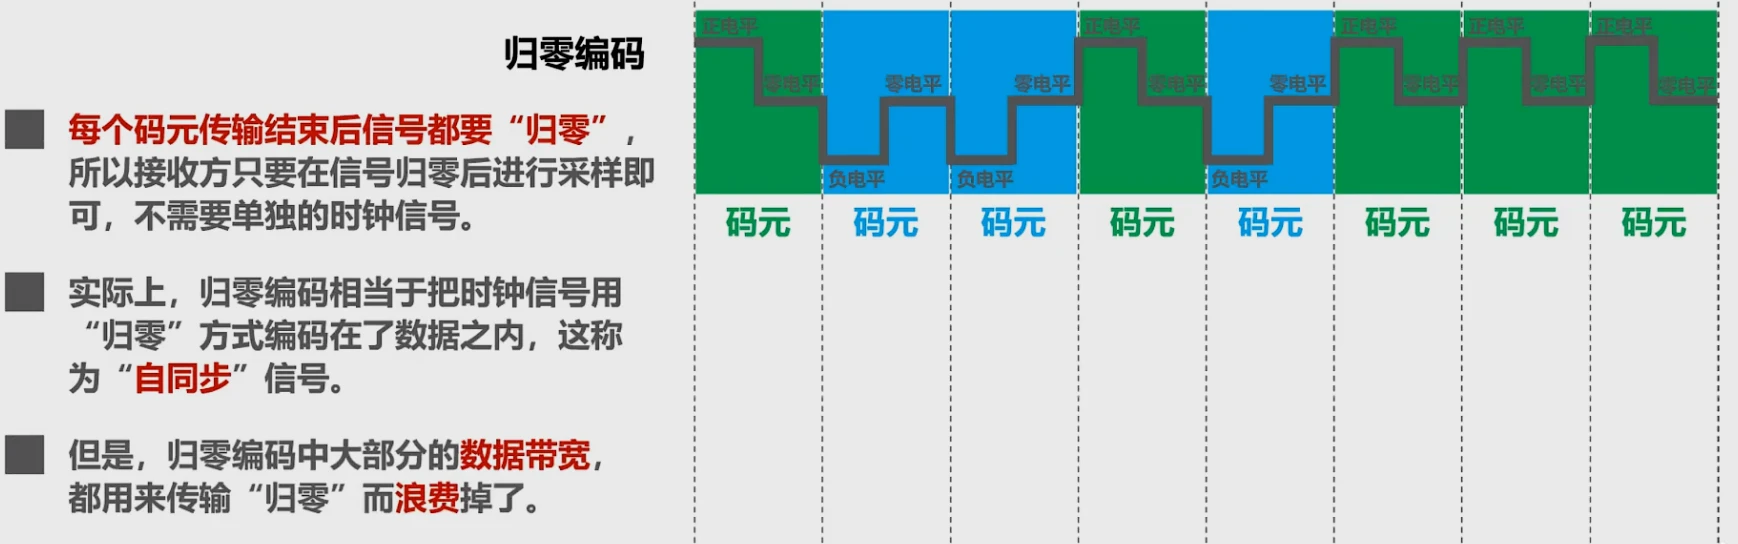 归零编码
每个码元传输结束后信号都要“归零”，
所以接收方只要在信号归零后进行采样即
可，不需要单独的时钟信号。
实际上，归零编码相当于把时钟信号用
“归零”方式编码在了数据之内，这称
为“自同步”信号。
但是，归零编码中大部分的数据带宽，
都用来传输“归零”而浪费掉了。
正电平 正电平 正电平 正电平 正电平
零电平 零电平 零电平 零电平 零电平 零电平 零电平 零电平
负电平 负电平 负电平
码元 码元 码元 码元 码元 码元 码元 码元